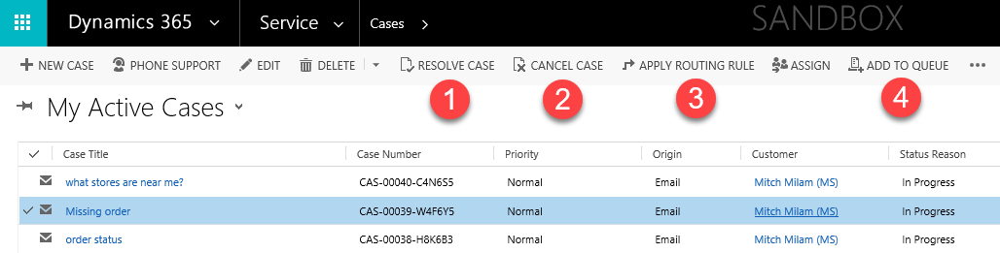 Dynamics 365 Service Cases SANDBOX
NEW CASE PHONE SUPPORT EDIT DELETE RESOLVE CASE CANCEL CASE APPLY ROUTING RULE ASSIGN ADD TO QUEUE
1 2 3 4
My Active Cases
Case Title Case Number Priority Origin Customer Status Reason
what stores are near me? CAS-00040-C4N6S5 Normal Email Mitch Milam (MS) In Progress
Missing order CAS-00039-W4F6Y5 Normal Email Mitch Milam (MS) In Progress
order status CAS-00038-H8K6B3 Normal Email Mitch Milam (MS) In Progress